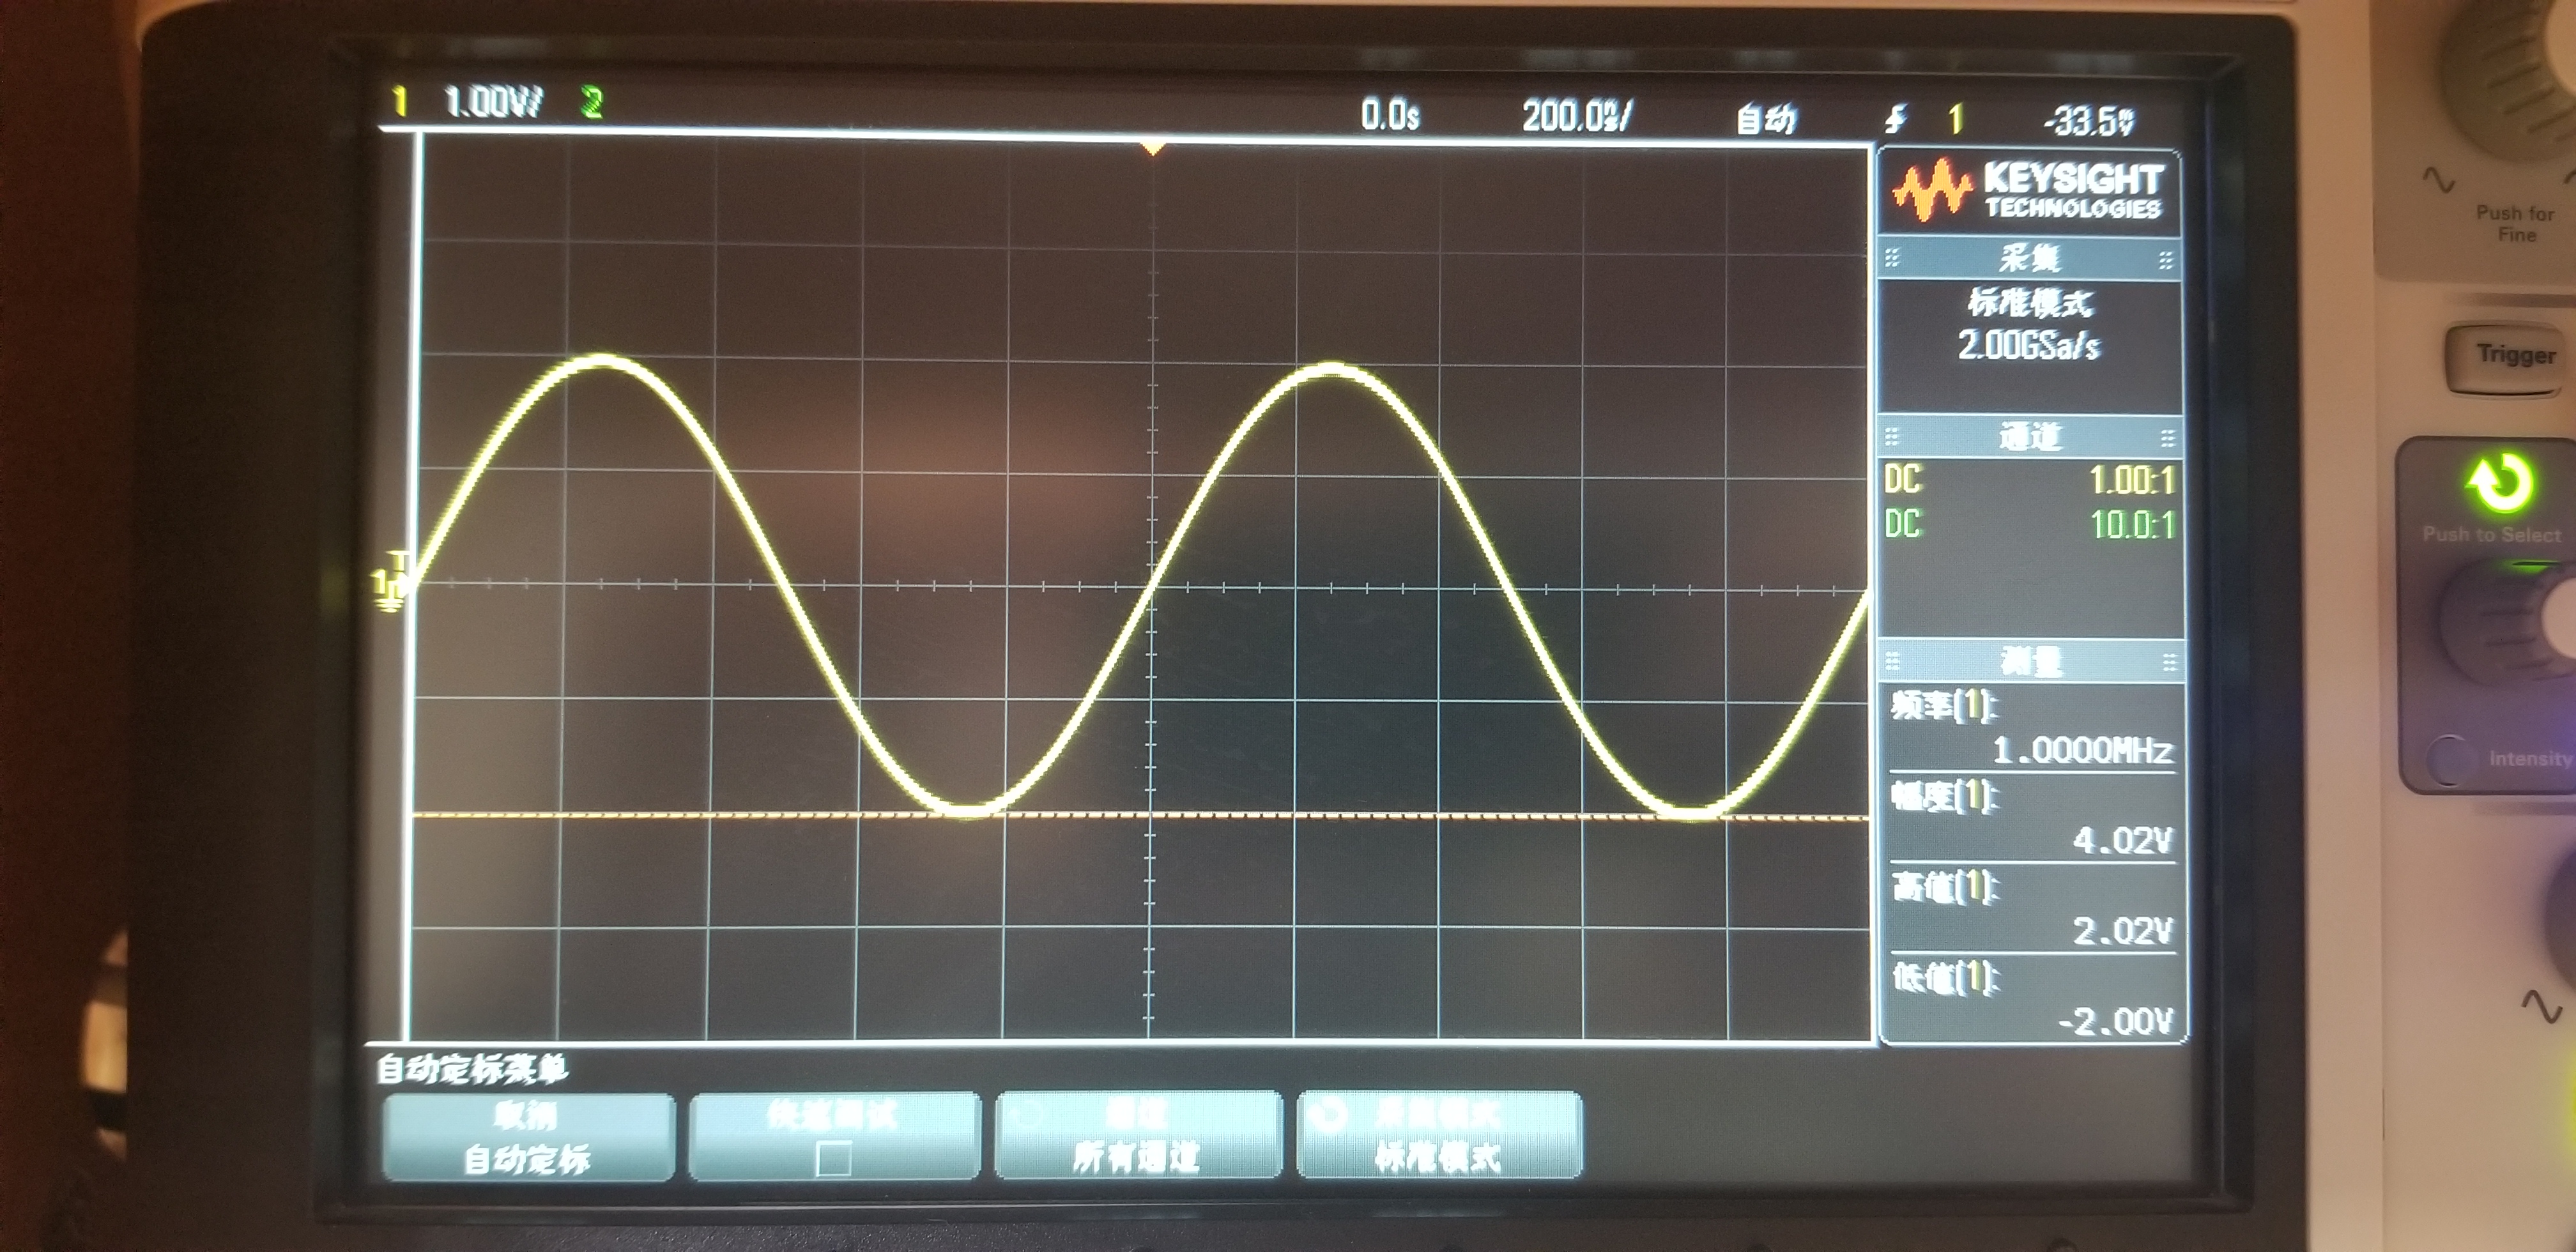 1 1.00V/ 2 0.0s 200.0ns/ 自动 1 -33.5mV
KEYSIGHT
TECHNOLOGIES
采集
标准模式
2.00GSa/s
通道
DC 1.00:1
DC 10.0:1
测量
频率(1):
1.0000MHz
幅度(1):
4.02V
高值(1):
2.02V
低值(1):
-2.00V
T
1
自动定标菜单
取消
自动定标
快速调试
通道
所有通道
采集模式
标准模式
Push for
Fine
Trigger
Push to Select
Intensity